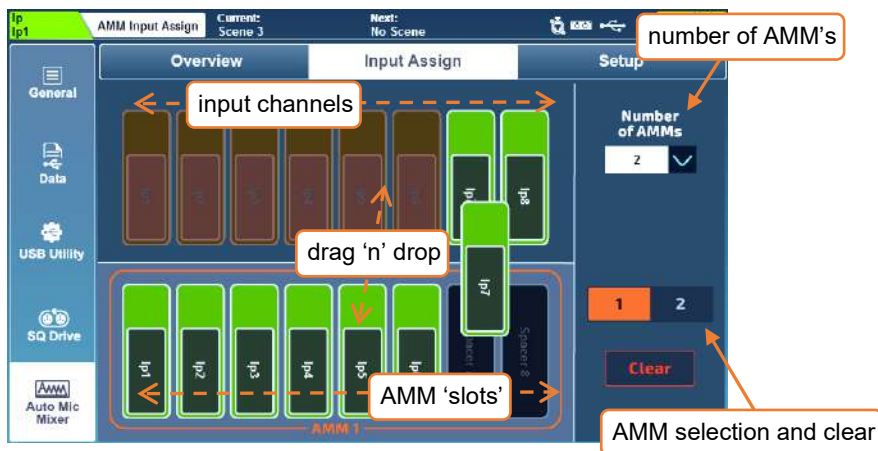 Ip
Ip1
AMM Input Assign
Current:
Scene 3
Next:
No Scene
number of AMM's
Overview
Input Assign
Setup
General
input channels
Number
of AMMs
2
Data
Ip8
USB Utility
drag ‘n’ drop
Ip7
1
2
SQ Drive
Ip1
Ip2
Ip3
Ip4
Ip5
Spacer 8
Clear
AMM ‘slots’
Auto Mic
Mixer
AMM 1
AMM selection and clear